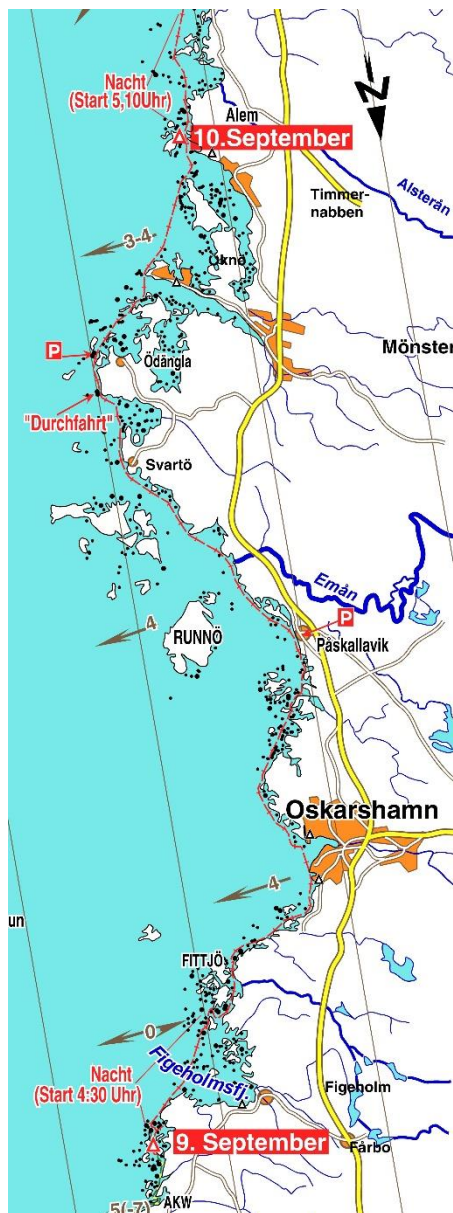 Nacht
(Start 5,10Uhr)
Alem
10.September
N
Timmer-
nabben
Alsterån
3-4
Oknö
P
Ödängla
Mönster
"Durchfahrt"
Svartö
Emån
4
RUNNÖ
P
Påskallavik
Oskarshamn
4
un
FITTJÖ
0
Figeholmsfj.
Nacht
(Start 4:30 Uhr)
Figeholm
9. September
Fårbo
5(-7)
AKW